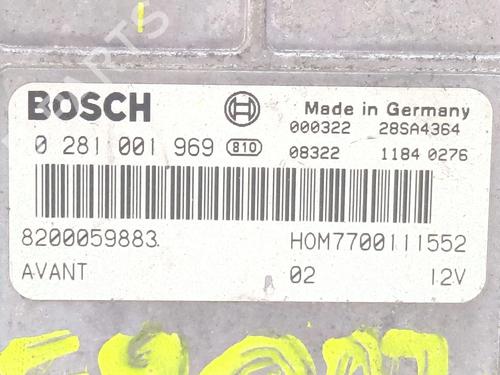 BOSCH
Made in Germany
000322 28SA4364
0 281 001 969 810
08322 1184 0276
8200059883 HOM7700111552
AVANT 02 12V